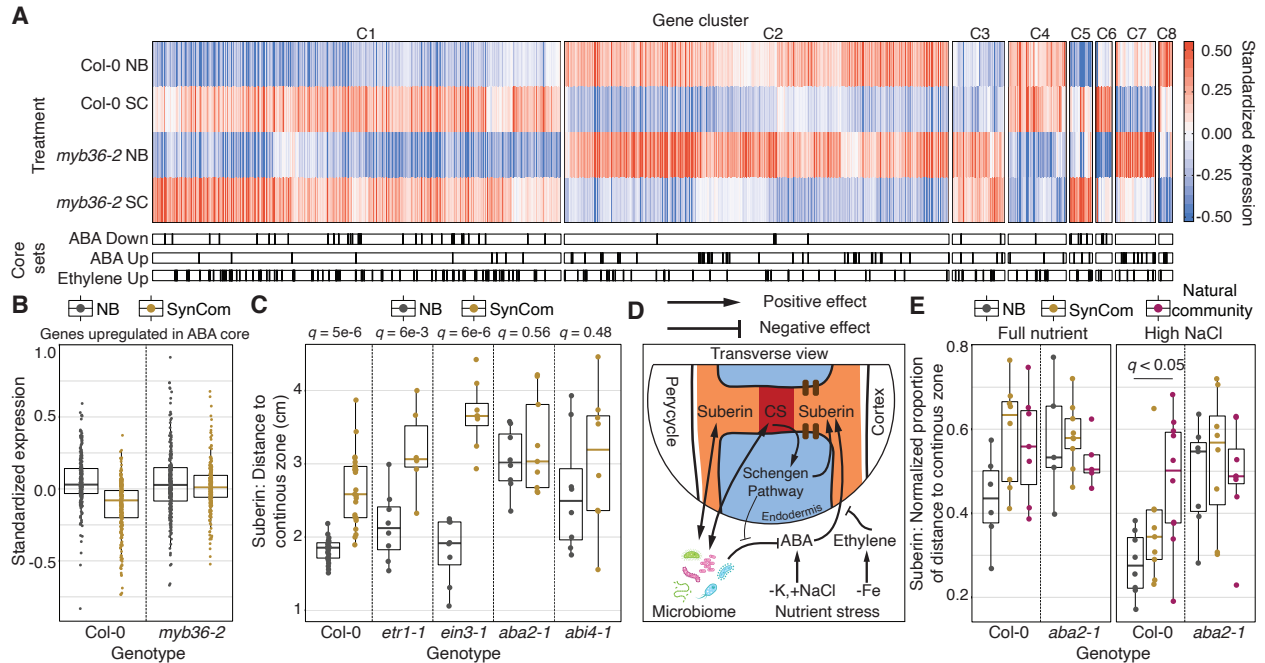 A
Gene cluster
C1 C2 C3 C4 C5 C6 C7 C8
Treatment
Col-0 NB
Col-0 SC
myb36-2 NB
myb36-2 SC
0.50
0.25
0.00
-0.25
-0.50
Standardized expression
Core sets
ABA Down
ABA Up
Ethylene Up
B
NB SynCom
Genes upregulated in ABA core
Standardized expression
1.0
0.5
0.0
-0.5
Col-0 myb36-2
Genotype
C
NB SynCom
q = 5e-6 q = 6e-3 q = 6e-6 q = 0.56 q = 0.48
Suberin: Distance to
continuous zone (cm)
4
3
2
1
Col-0 etr1-1 ein3-1 aba2-1 abi4-1
Genotype
D
Positive effect
Negative effect
Transverse view
Pericycle
Suberin CS Suberin
Cortex
Schengen
Pathway
Endodermis
ABA Ethylene
-K,+NaCl -Fe
Microbiome Nutrient stress
E
NB SynCom Natural
community
Full nutrient High NaCl
q < 0.05
Suberin: Normalized proportion
of distance to continous zone
0.8
0.6
0.4
0.2
Col-0 aba2-1 Col-0 aba2-1
Genotype